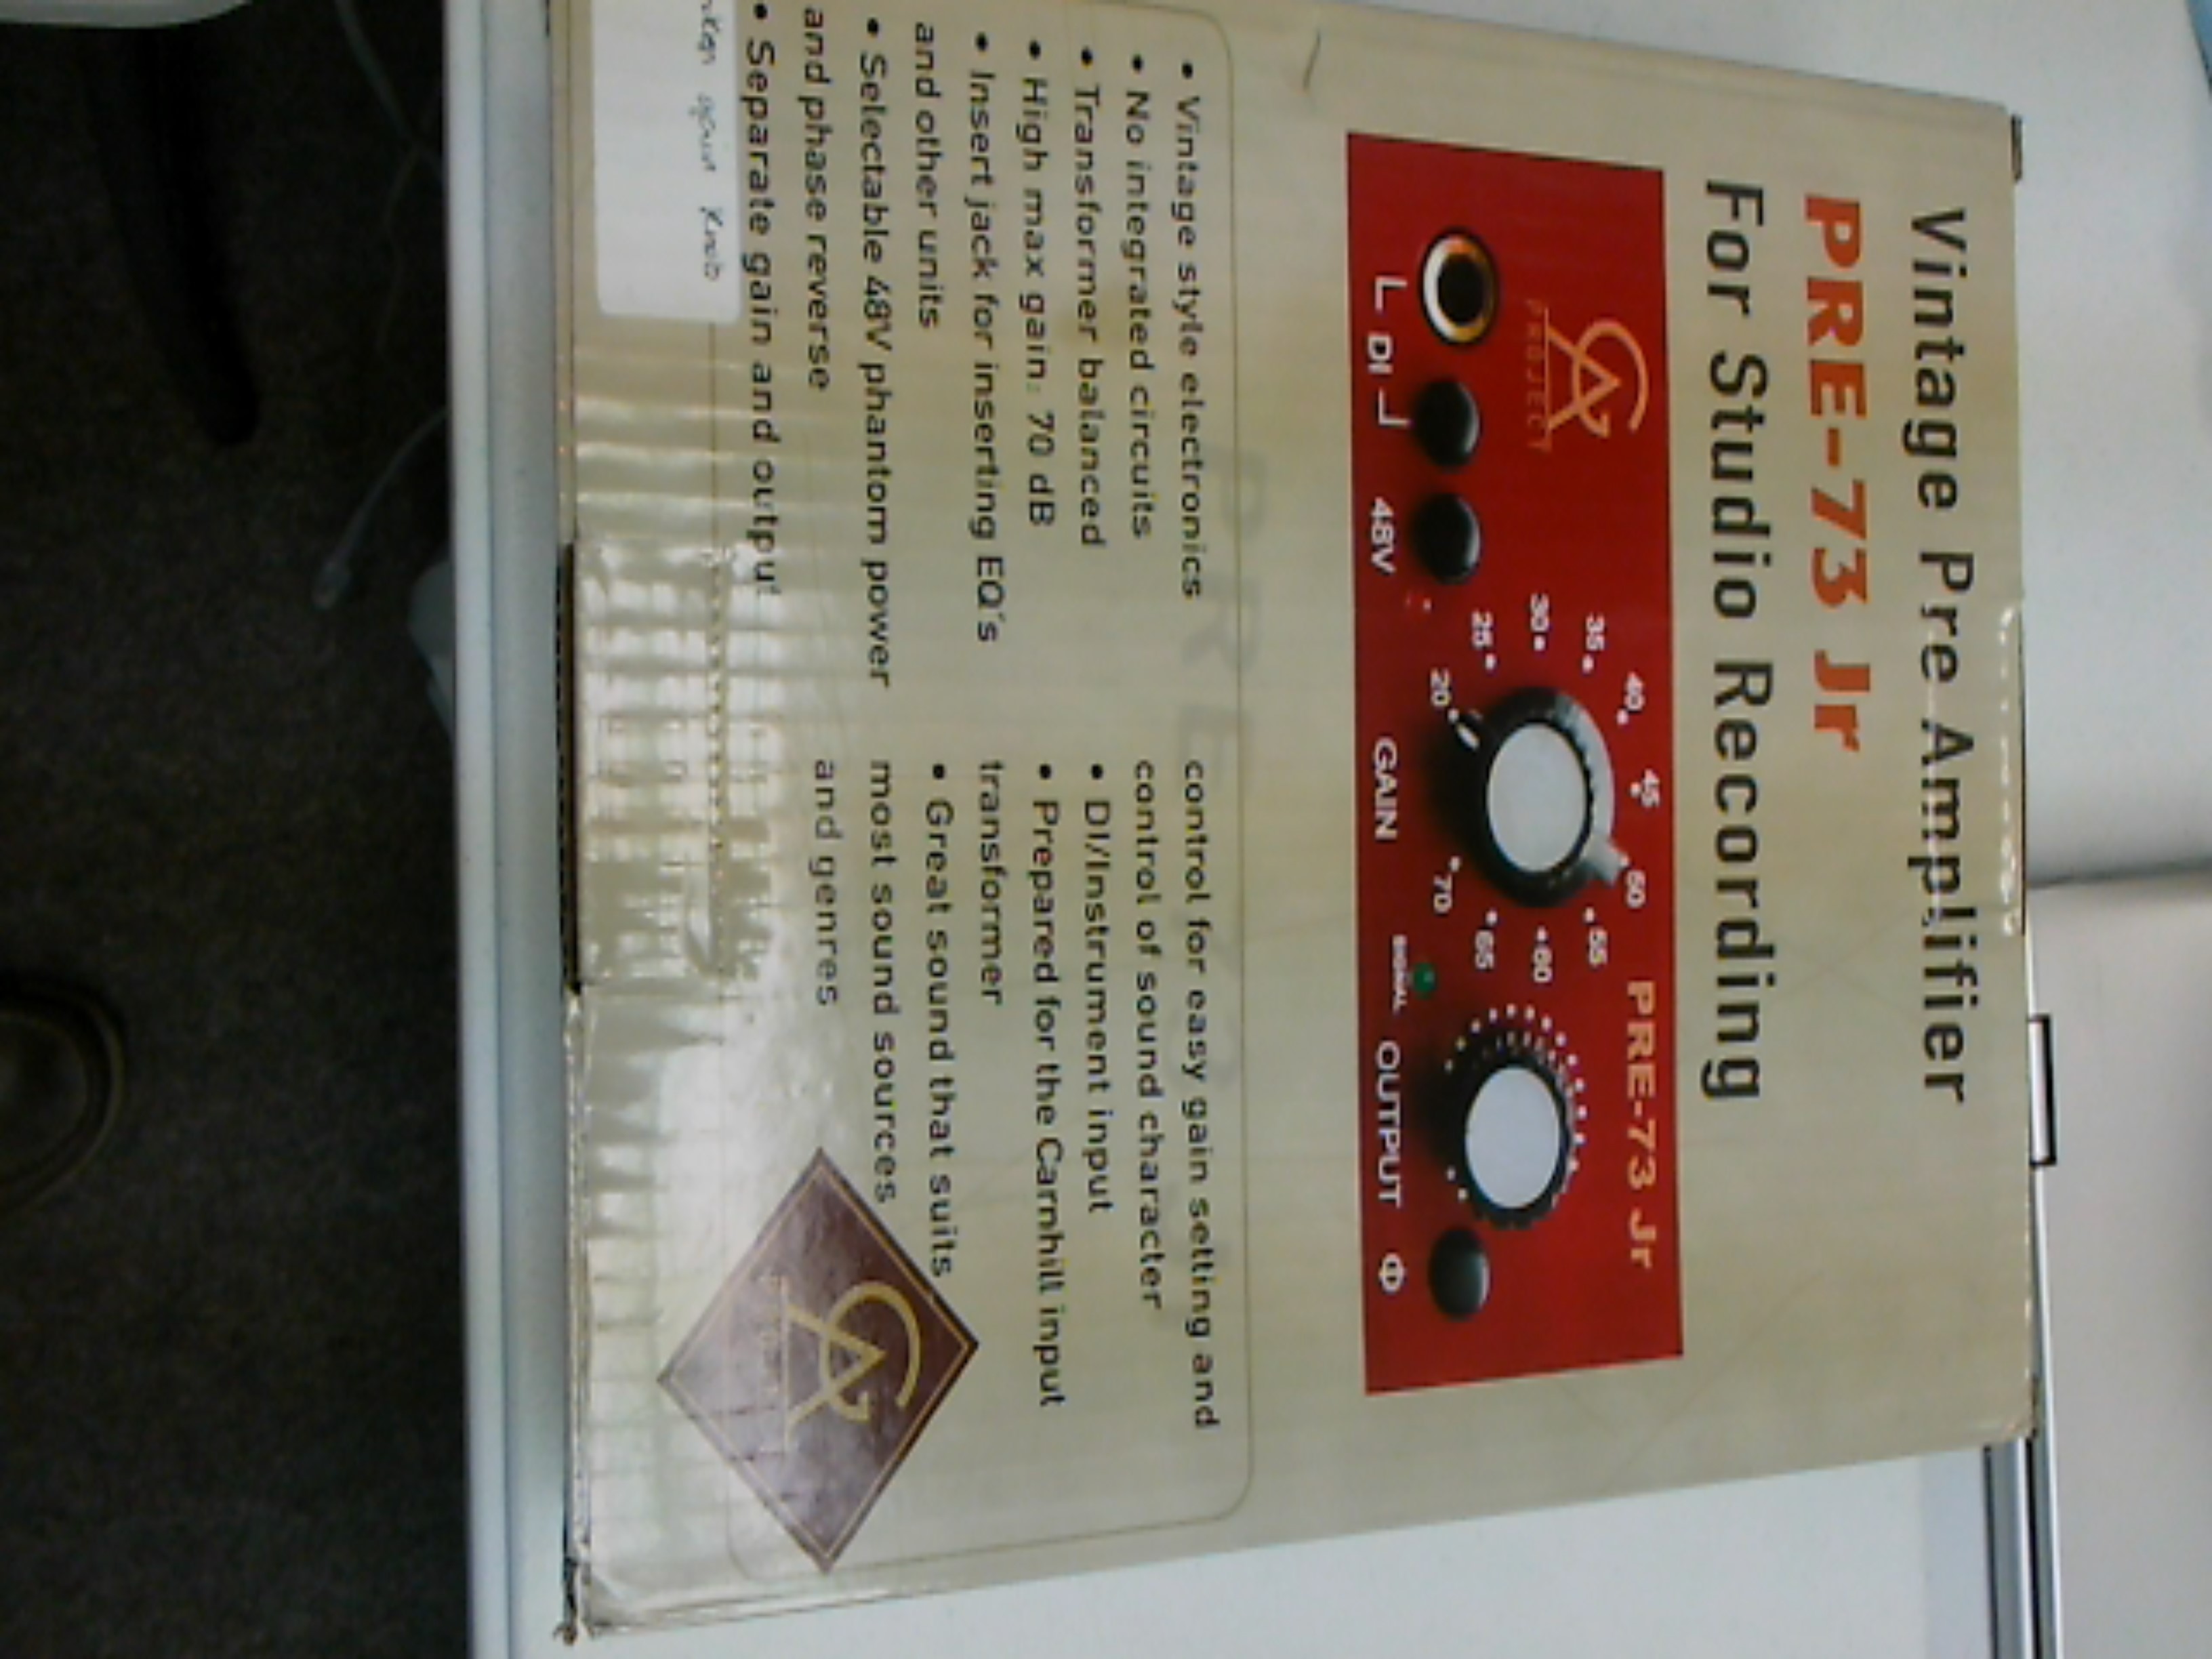 Vintage Pre Amplifier
PRE-73 Jr
For Studio Recording
PROJECT
PRE-73 Jr
35
40
45
50
30
55
25
60
20
65
70
DI
48V
GAIN
SIGNAL
OUTPUT
Φ
• Vintage style electronics
• No integrated circuits
• Transformer balanced
• High max gain: 70 dB
• Insert jack for inserting EQ's
and other units
• Selectable 48V phantom power
and phase reverse
• Separate gain and output
control for easy gain setting and
control of sound character
• DI/Instrument input
• Prepared for the Carnhill input
transformer
• Great sound that suits
most sound sources
and genres
Knob